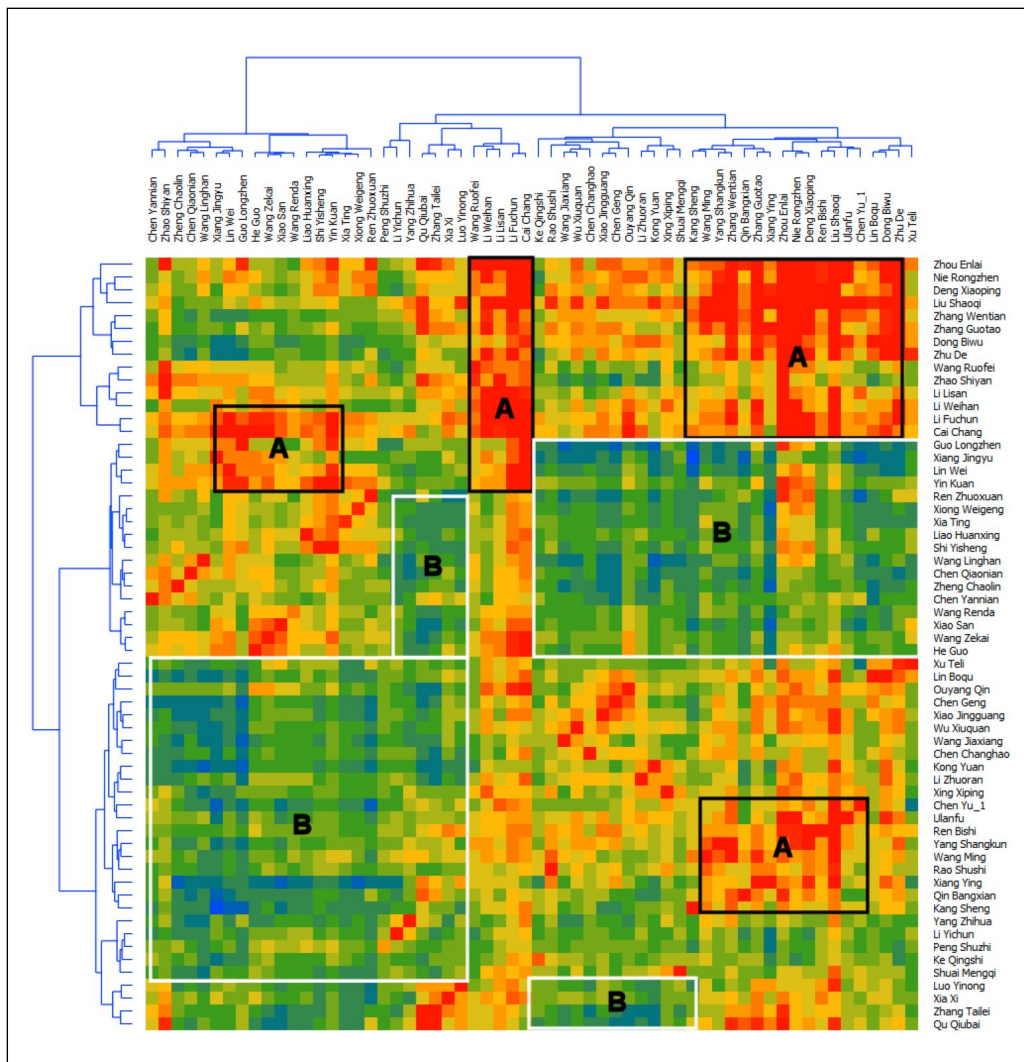 Chen Yannian
Zhao Shiyan
Zheng Chaolin
Chen Qiaonian
Wang Linghan
Xiang Jingyu
Lin Wei
Guo Longzhen
He Guo
Wang Zekai
Xiao San
Wang Renda
Liao Huanxing
Shi Yisheng
Yin Kuan
Xia Ting
Xiong Weigeng
Ren Zhuoxuan
Peng Shuzhi
Li Yichun
Yang Zhihua
Qu Qiubai
Zhang Tailei
Xia Xi
Luo Yinong
Wang Ruofei
Li Weihan
Li Lisan
Li Fuchun
Cai Chang
Ke Qingshi
Rao Shushi
Wang Jiaxiang
Wu Xiuquan
Chen Changhao
Xiao Jingguang
Chen Geng
Ouyang Qin
Li Zhuoran
Kong Yuan
Xing Xiping
Shuai Mengqi
Kang Sheng
Wang Ming
Yang Shangkun
Zhang Wentian
Qin Bangxuan
Zhang Guotao
Xiang Ying
Zhou Enlai
Nie Rongzhen
Deng Xiaoping
Ren Bishi
Liu Shaoqi
Ulanfu
Chen Yu_1
Lin Boqu
Dong Biwu
Zhu De
Xu Teli
Zhou Enlai
Nie Rongzhen
Deng Xiaoping
Liu Shaoqi
Zhang Wentian
Zhang Guotao
Dong Biwu
Zhu De
Wang Ruofei
Zhao Shiyan
Li Lisan
Li Weihan
Li Fuchun
Cai Chang
Guo Longzhen
Xiang Jingyu
Lin Wei
Yin Kuan
Ren Zhuoxuan
Xiong Weigeng
Xia Ting
Liao Huanxing
Shi Yisheng
Wang Linghan
Chen Qiaonian
Zheng Chaolin
Chen Yannian
Wang Renda
Xiao San
Wang Zekai
He Guo
Xu Teli
Lin Boqu
Ouyang Qin
Chen Geng
Xiao Jingguang
Wu Xiuquan
Wang Jiaxiang
Chen Changhao
Kong Yuan
Li Zhuoran
Xing Xiping
Chen Yu_1
Ulanfu
Ren Bishi
Yang Shangkun
Wang Ming
Rao Shushi
Xiang Ying
Qin Bangxian
Kang Sheng
Yang Zhihua
Li Yichun
Peng Shuzhi
Ke Qingshi
Shuai Mengqi
Luo Yinong
Xia Xi
Zhang Tailei
Qu Qiubai
A
A
A
B
B
B
A
B